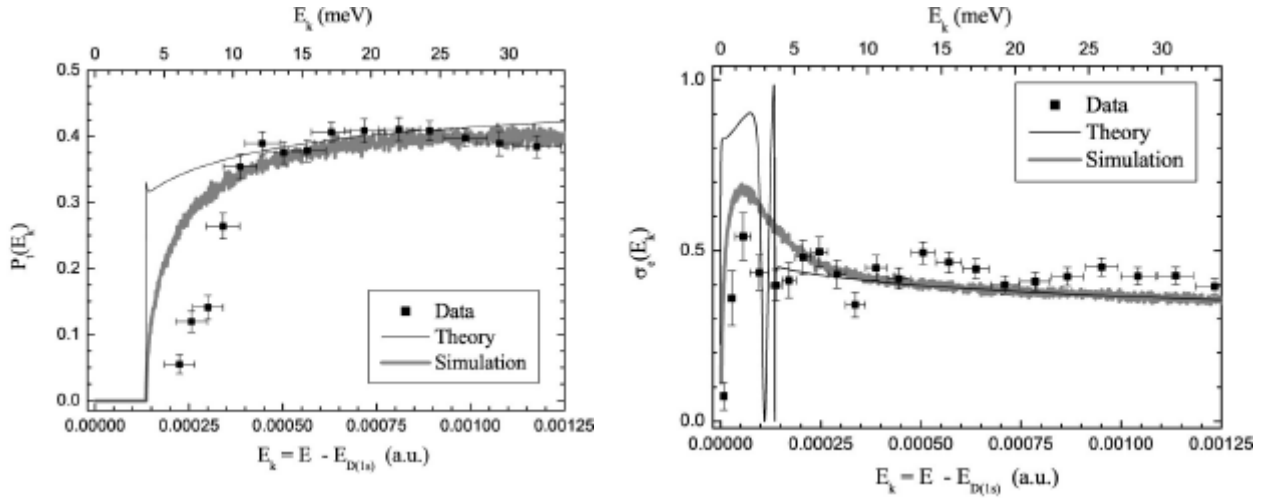 E_k (meV)
0 5 10 15 20 25 30
0.5
0.4
0.3
0.2
0.1
0.0
P_i(E_k)
Data
Theory
Simulation
0.00000 0.00025 0.00050 0.00075 0.00100 0.00125
E_k = E - E_D(1s) (a.u.)
E_k (meV)
0 5 10 15 20 25 30
1.0
0.5
0.0
σ_e(E_k)
Data
Theory
Simulation
0.00000 0.00025 0.00050 0.00075 0.00100 0.00125
E_k = E - E_D(1s) (a.u.)